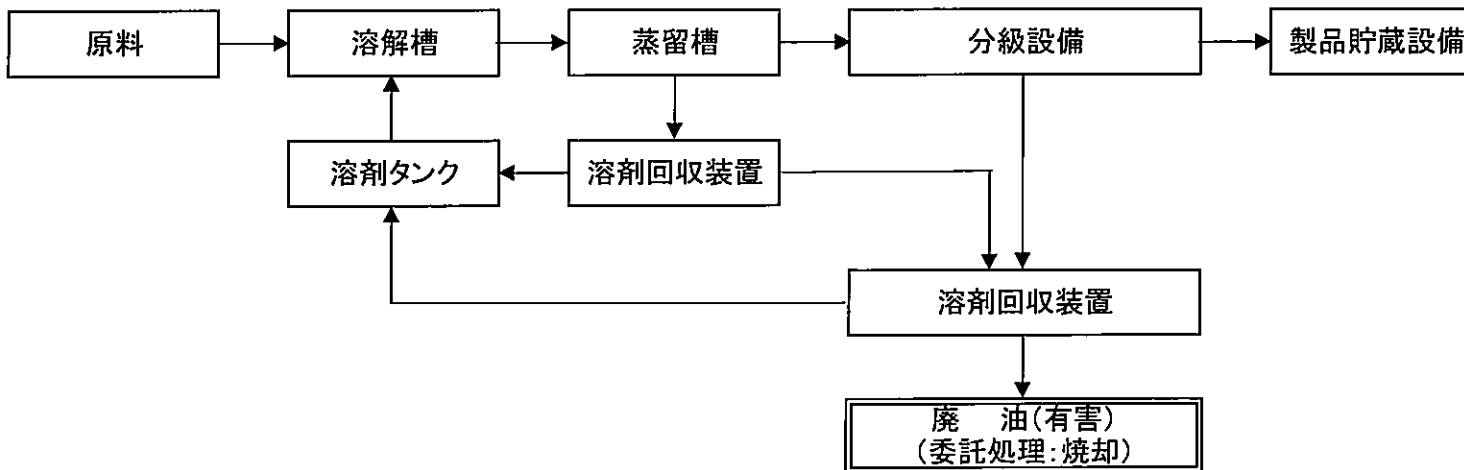 原料
溶解槽
蒸留槽
分級設備
製品貯蔵設備
溶剤タンク
溶剤回収装置
溶剤回収装置
廃　油(有害)
(委託処理:焼却)